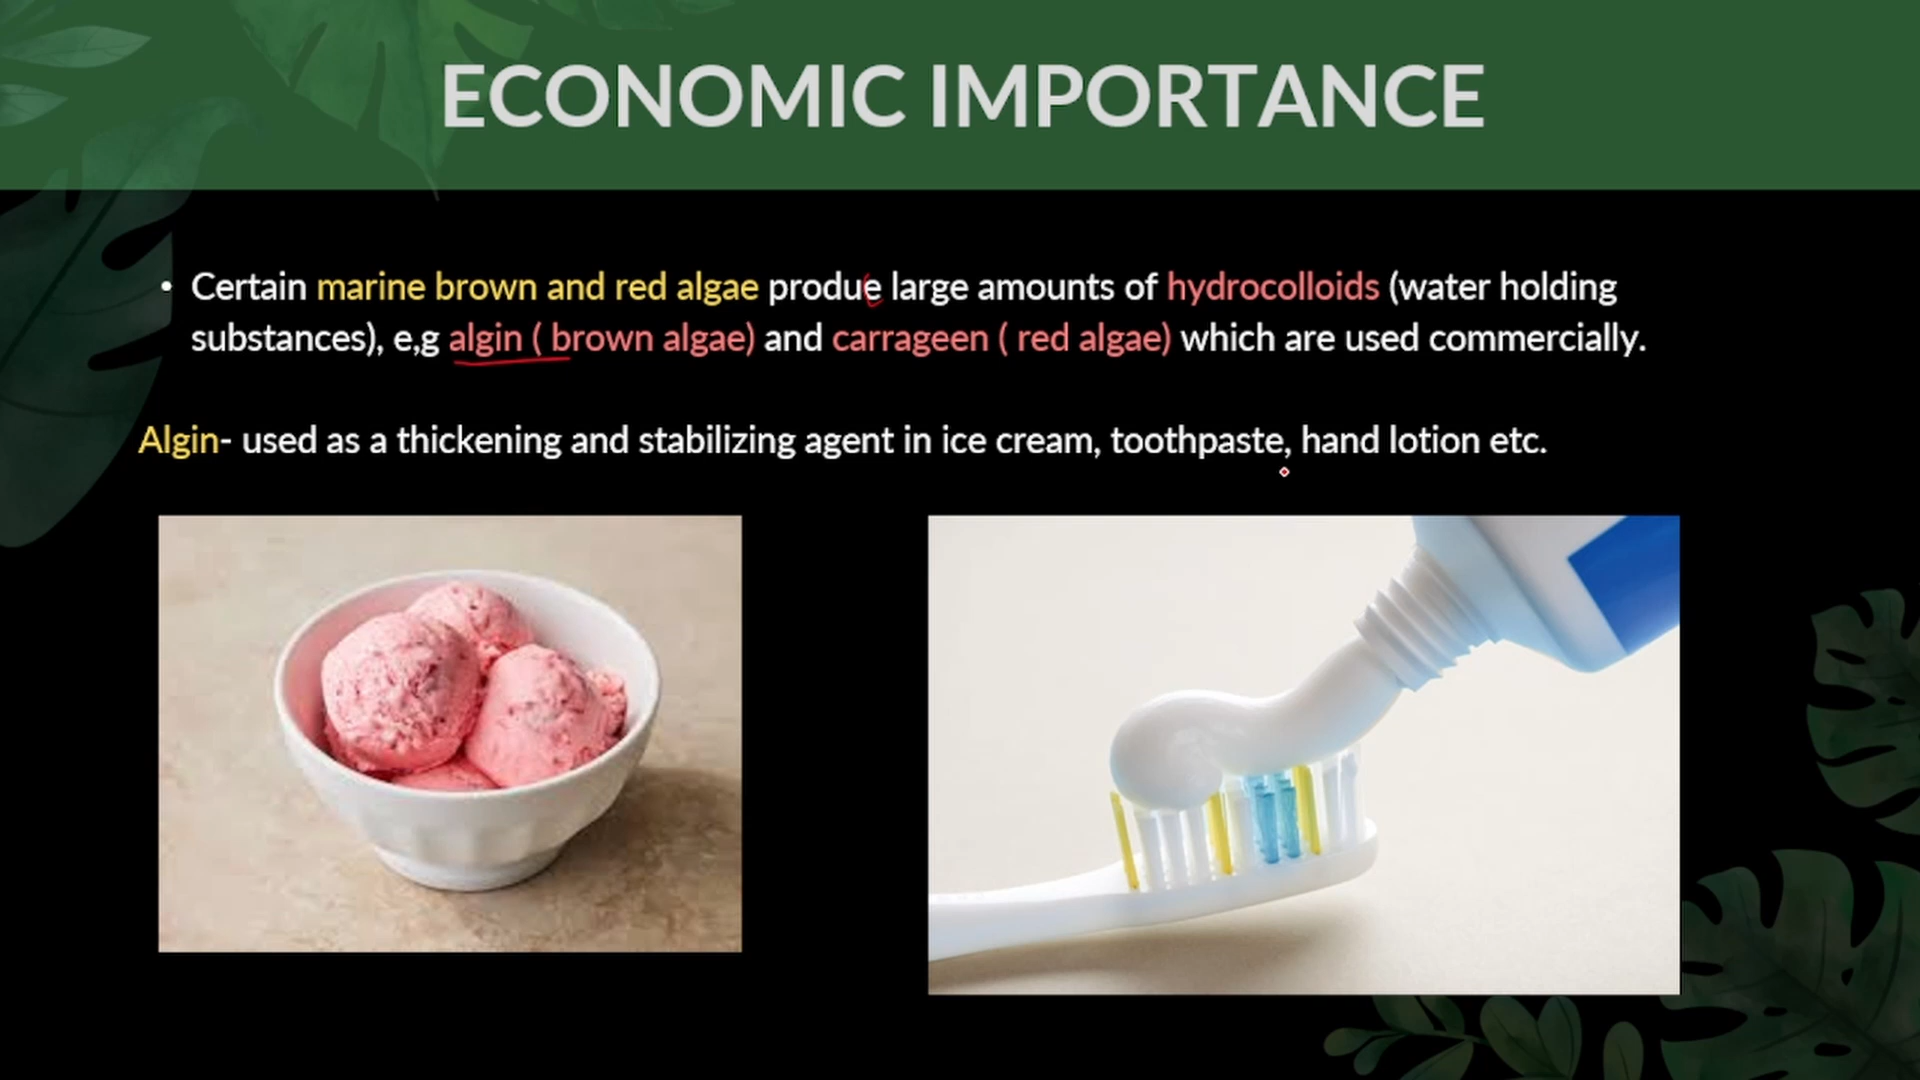 ECONOMIC IMPORTANCE
• Certain marine brown and red algae produe large amounts of hydrocolloids (water holding
substances), e,g algin ( brown algae) and carrageen ( red algae) which are used commercially.
Algin- used as a thickening and stabilizing agent in ice cream, toothpaste, hand lotion etc.